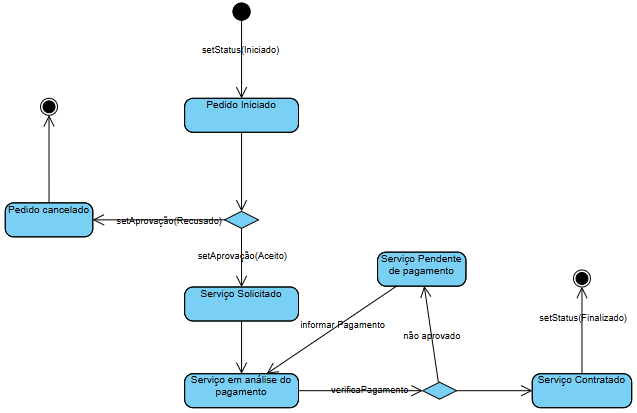 setStatus(Iniciado)
Pedido Iniciado
Pedido cancelado
setAprovação(Recusado)
setAprovação(Aceito)
Serviço Pendente
de pagamento
Serviço Solicitado
setStatus(Finalizado)
informar Pagamento
não aprovado
Serviço em análise do
pagamento
verificaPagamento
Serviço Contratado